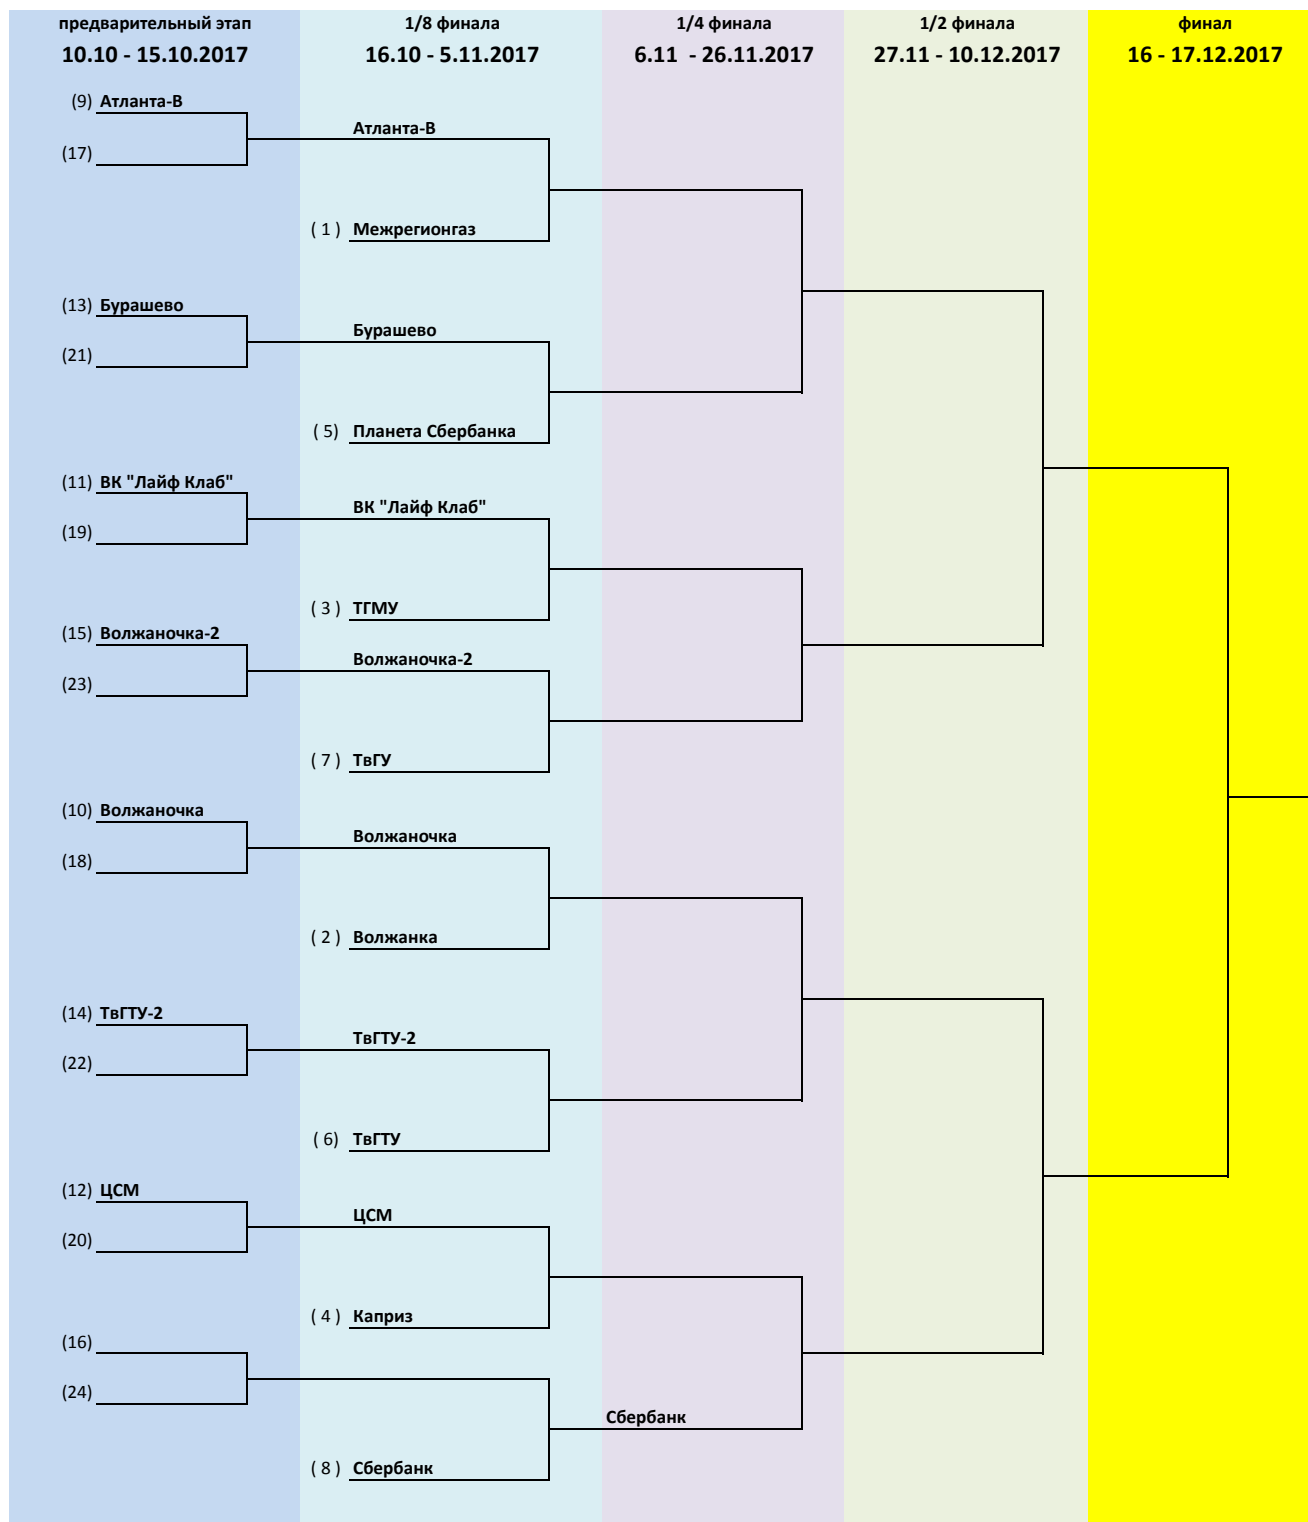 предварительный этап
1/8 финала
1/4 финала
1/2 финала
финал
10.10 - 15.10.2017
16.10 - 5.11.2017
6.11 - 26.11.2017
27.11 - 10.12.2017
16 - 17.12.2017
(9) Атланта-В
Атланта-В
(17)
( 1 ) Межрегионгаз
(13) Бурашево
Бурашево
(21)
( 5) Планета Сбербанка
(11) ВК "Лайф Клаб"
ВК "Лайф Клаб"
(19)
( 3 ) ТГМУ
(15) Волжаночка-2
Волжаночка-2
(23)
( 7 ) ТвГУ
(10) Волжаночка
Волжаночка
(18)
( 2 ) Волжанка
(14) ТвГТУ-2
ТвГТУ-2
(22)
( 6) ТвГТУ
(12) ЦСМ
ЦСМ
(20)
( 4 ) Каприз
(16)
(24)
Сбербанк
( 8 ) Сбербанк